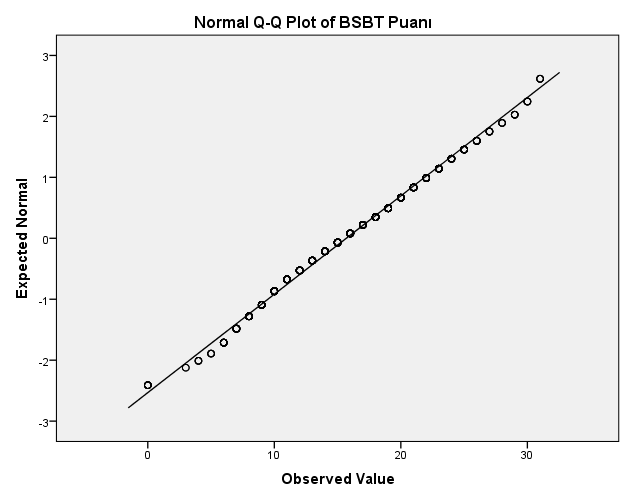 Normal Q-Q Plot of BSBT Puanı
Expected Normal
3
2
1
0
-1
-2
-3
0 10 20 30
Observed Value